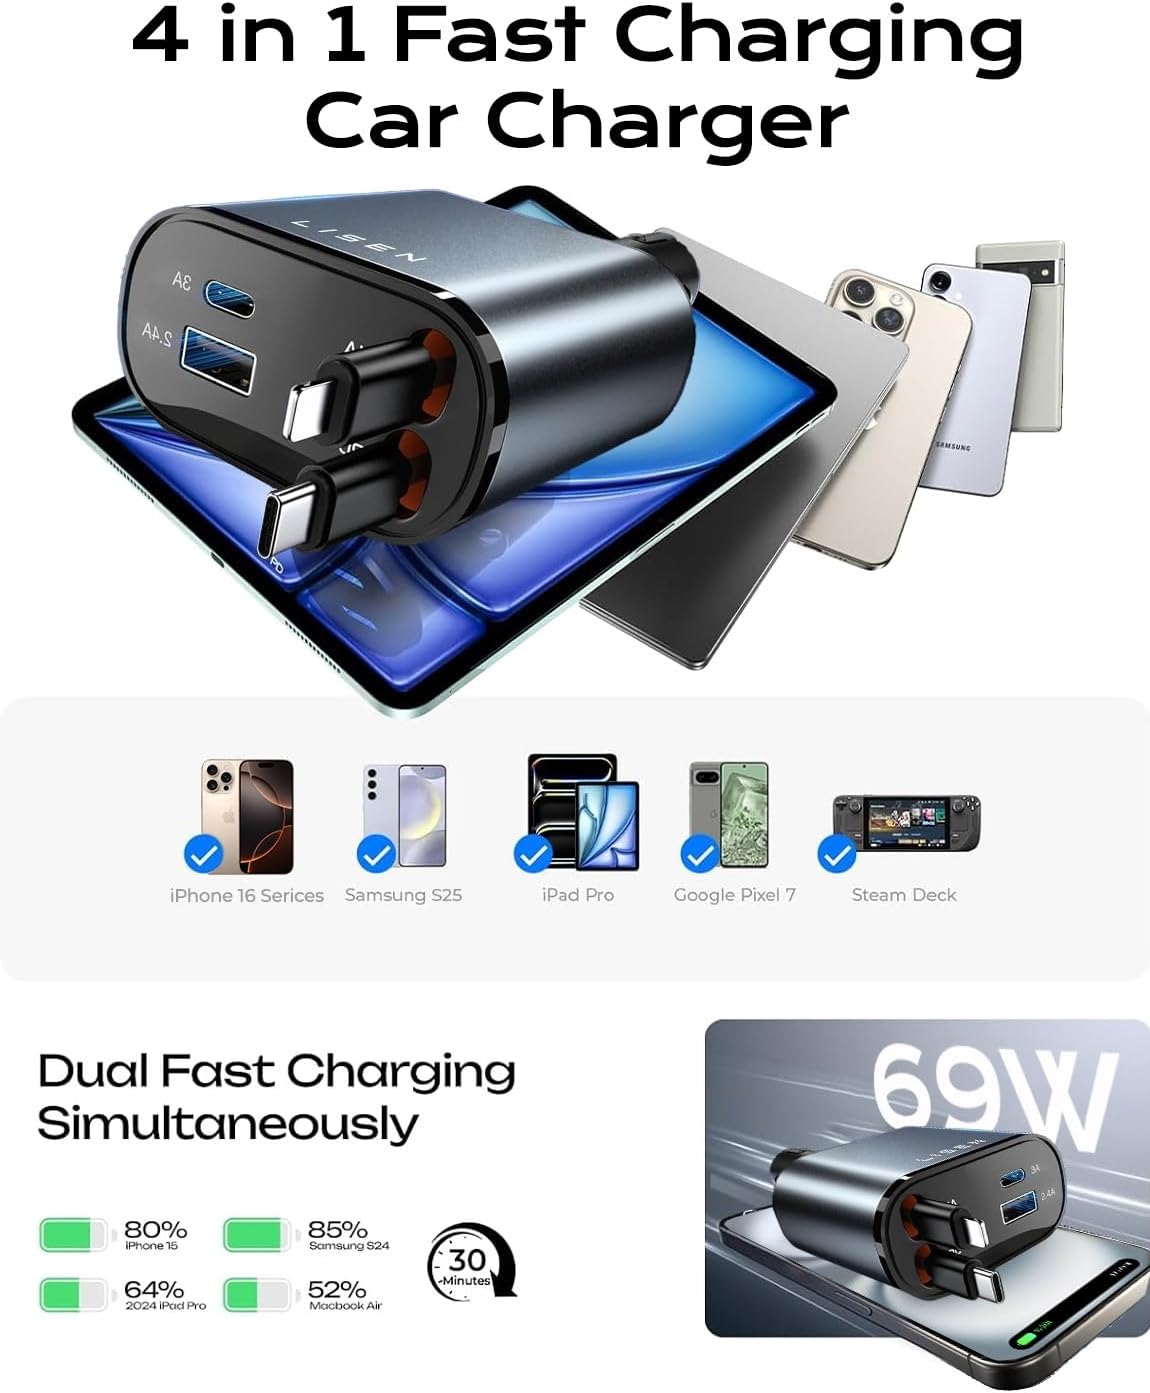 4 in 1 Fast Charging
Car Charger
LISEN
3A
2.4A
PD
SAMSUNG
iPhone 16 Serices
Samsung S25
iPad Pro
Google Pixel 7
Steam Deck
Dual Fast Charging
Simultaneously
80%
iPhone 15
85%
Samsung S24
64%
2024 iPad Pro
52%
Macbook Air
30
-Minutes-
69W
3A
2.4A